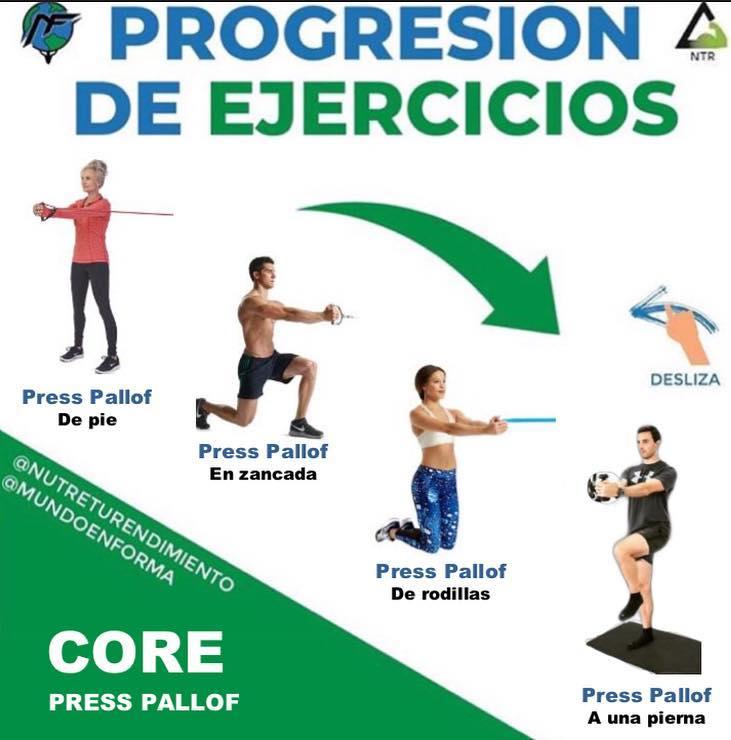 PROGRESION
DE EJERCICIOS
NTR
DESLIZA
Press Pallof
De pie
Press Pallof
En zancada
Press Pallof
De rodillas
Press Pallof
A una pierna
@NUTRETURENDIMIENTO
@MUNDOENFORMA
CORE
PRESS PALLOF